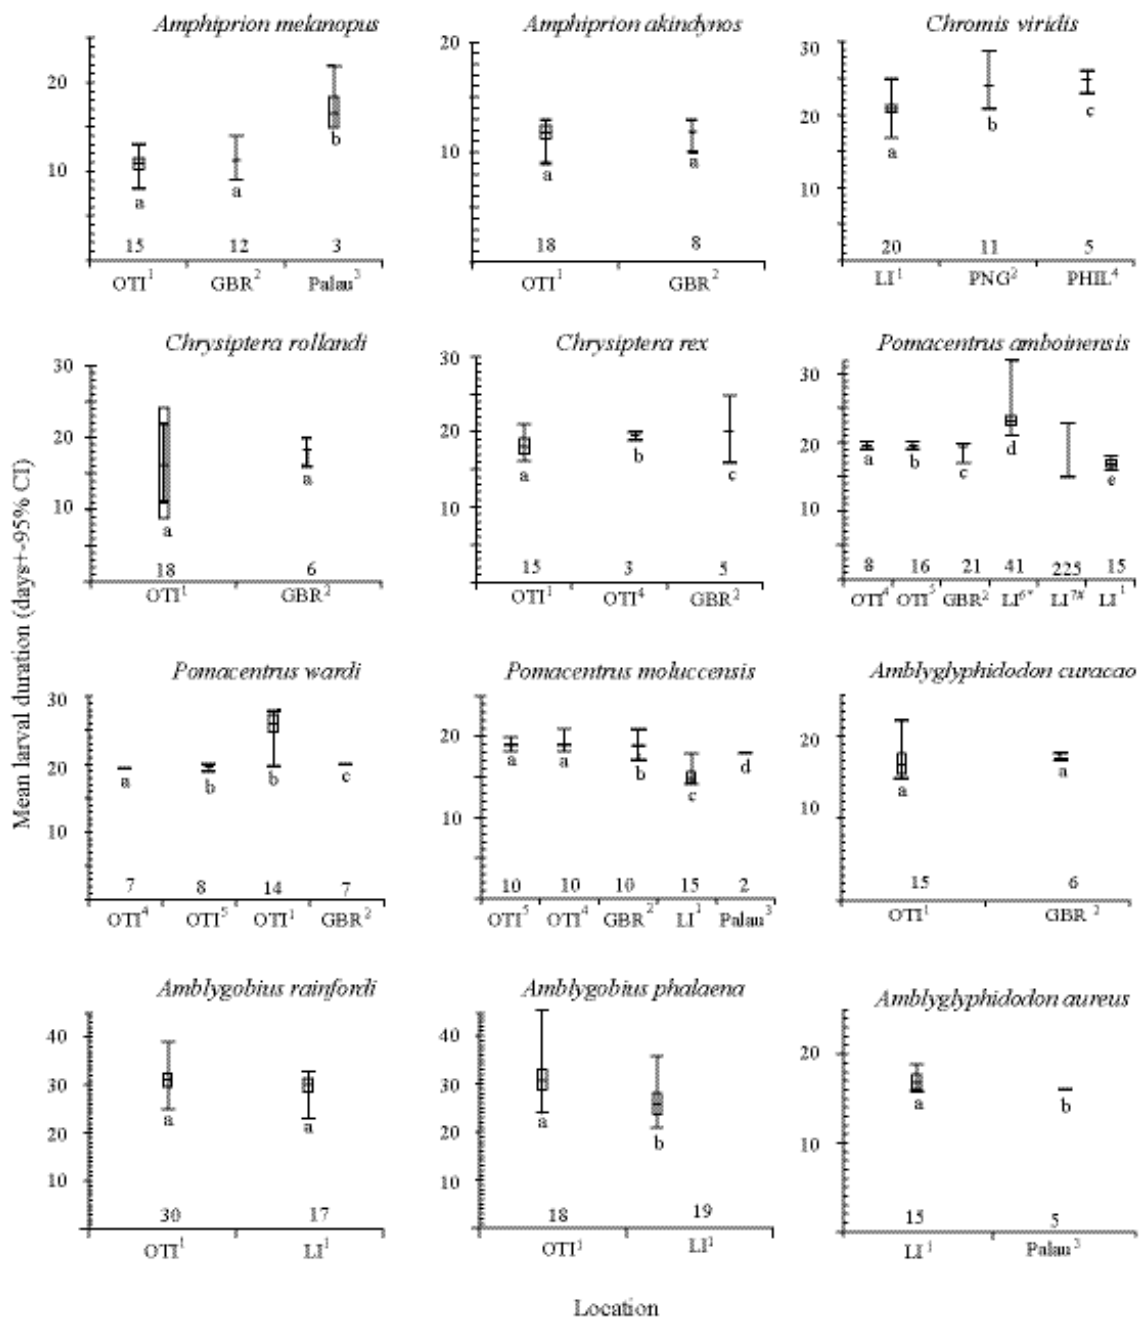 Amphiprion melanopus
20
10
a
a
b
15 12 3
OTI¹ GBR² Palau³
Amphiprion akindynos
20
10
a
a
18 8
OTI¹ GBR²
Chromis viridis
30
20
10
a
b
c
20 11 5
LI¹ PNG² PHIL⁴
Mean larval duration (days+-95% CI)
Chrysiptera rollandi
30
20
10
a
a
18 6
OTI¹ GBR²
Chrysiptera rex
30
20
10
a
b
c
15 3 5
OTI¹ OTI⁴ GBR²
Pomacentrus amboinensis
30
20
10
a b c d e
8 16 21 41 225 15
OTI⁴ OTI⁵ GBR² LI⁶* LI⁷# LI¹
Pomacentrus wardi
30
20
10
a b b c
7 8 14 7
OTI⁴ OTI⁵ OTI¹ GBR²
Pomacentrus moluccensis
20
10
a a b c d
10 10 10 15 2
OTI⁵ OTI⁴ GBR² LI¹ Palau³
Amblyglyphidodon curacao
20
10
a
a
15 6
OTI¹ GBR²
Amblygobius rainfordi
40
30
20
10
a a
30 17
OTI¹ LI¹
Amblygobius phalaena
40
30
20
10
a
b
18 19
OTI¹ LI¹
Amblyglyphidodon aureus
20
10
a b
15 5
LI¹ Palau³
Location